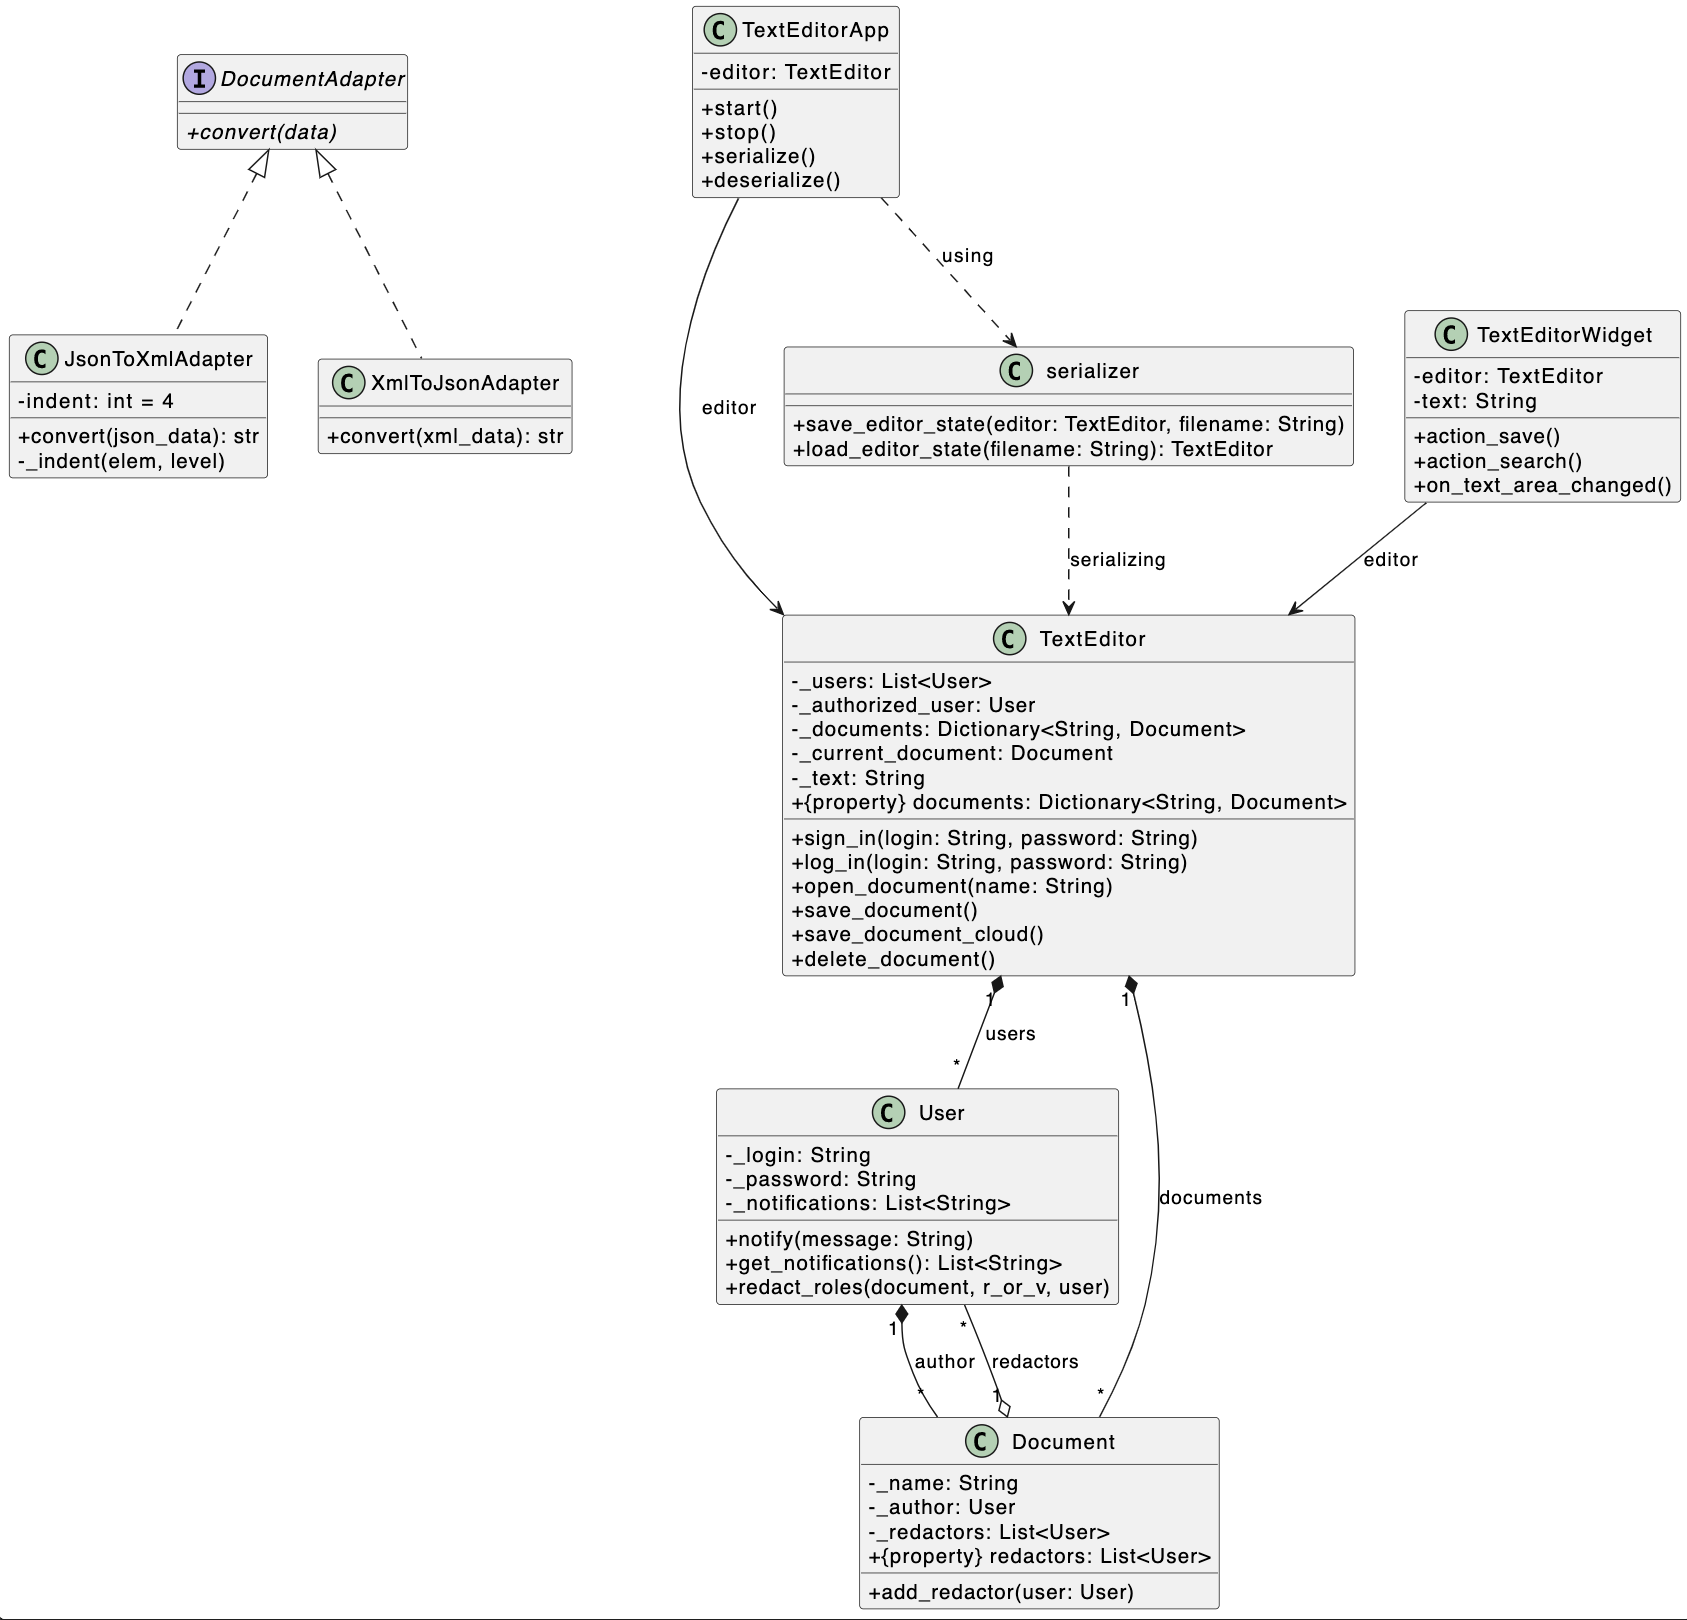 I DocumentAdapter
+convert(data)
C JsonToXmlAdapter
-indent: int = 4
+convert(json_data): str
-_indent(elem, level)
C XmlToJsonAdapter
+convert(xml_data): str
C TextEditorApp
-editor: TextEditor
+start()
+stop()
+serialize()
+deserialize()
using
editor
C serializer
+save_editor_state(editor: TextEditor, filename: String)
+load_editor_state(filename: String): TextEditor
C TextEditorWidget
-editor: TextEditor
-text: String
+action_save()
+action_search()
+on_text_area_changed()
serializing
editor
C TextEditor
-_users: List<User>
-_authorized_user: User
-_documents: Dictionary<String, Document>
-_current_document: Document
-_text: String
+{property} documents: Dictionary<String, Document>
+sign_in(login: String, password: String)
+log_in(login: String, password: String)
+open_document(name: String)
+save_document()
+save_document_cloud()
+delete_document()
1
1
users
*
C User
-_login: String
-_password: String
-_notifications: List<String>
+notify(message: String)
+get_notifications(): List<String>
+redact_roles(document, r_or_v, user)
documents
1
*
author
redactors
*
1
*
C Document
-_name: String
-_author: User
-_redactors: List<User>
+{property} redactors: List<User>
+add_redactor(user: User)